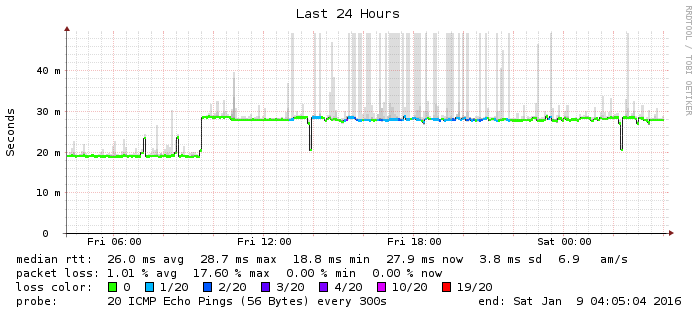 Last 24 Hours
RRDTOOL / TOBI OETIKER
Seconds
40 m
30 m
20 m
10 m
0
Fri 06:00 Fri 12:00 Fri 18:00 Sat 00:00
median rtt: 26.0 ms avg 28.7 ms max 18.8 ms min 27.9 ms now 3.8 ms sd 6.9 am/s
packet loss: 1.01 % avg 17.60 % max 0.00 % min 0.00 % now
loss color: 0 1/20 2/20 3/20 4/20 10/20 19/20
probe: 20 ICMP Echo Pings (56 Bytes) every 300s end: Sat Jan 9 04:05:04 2016